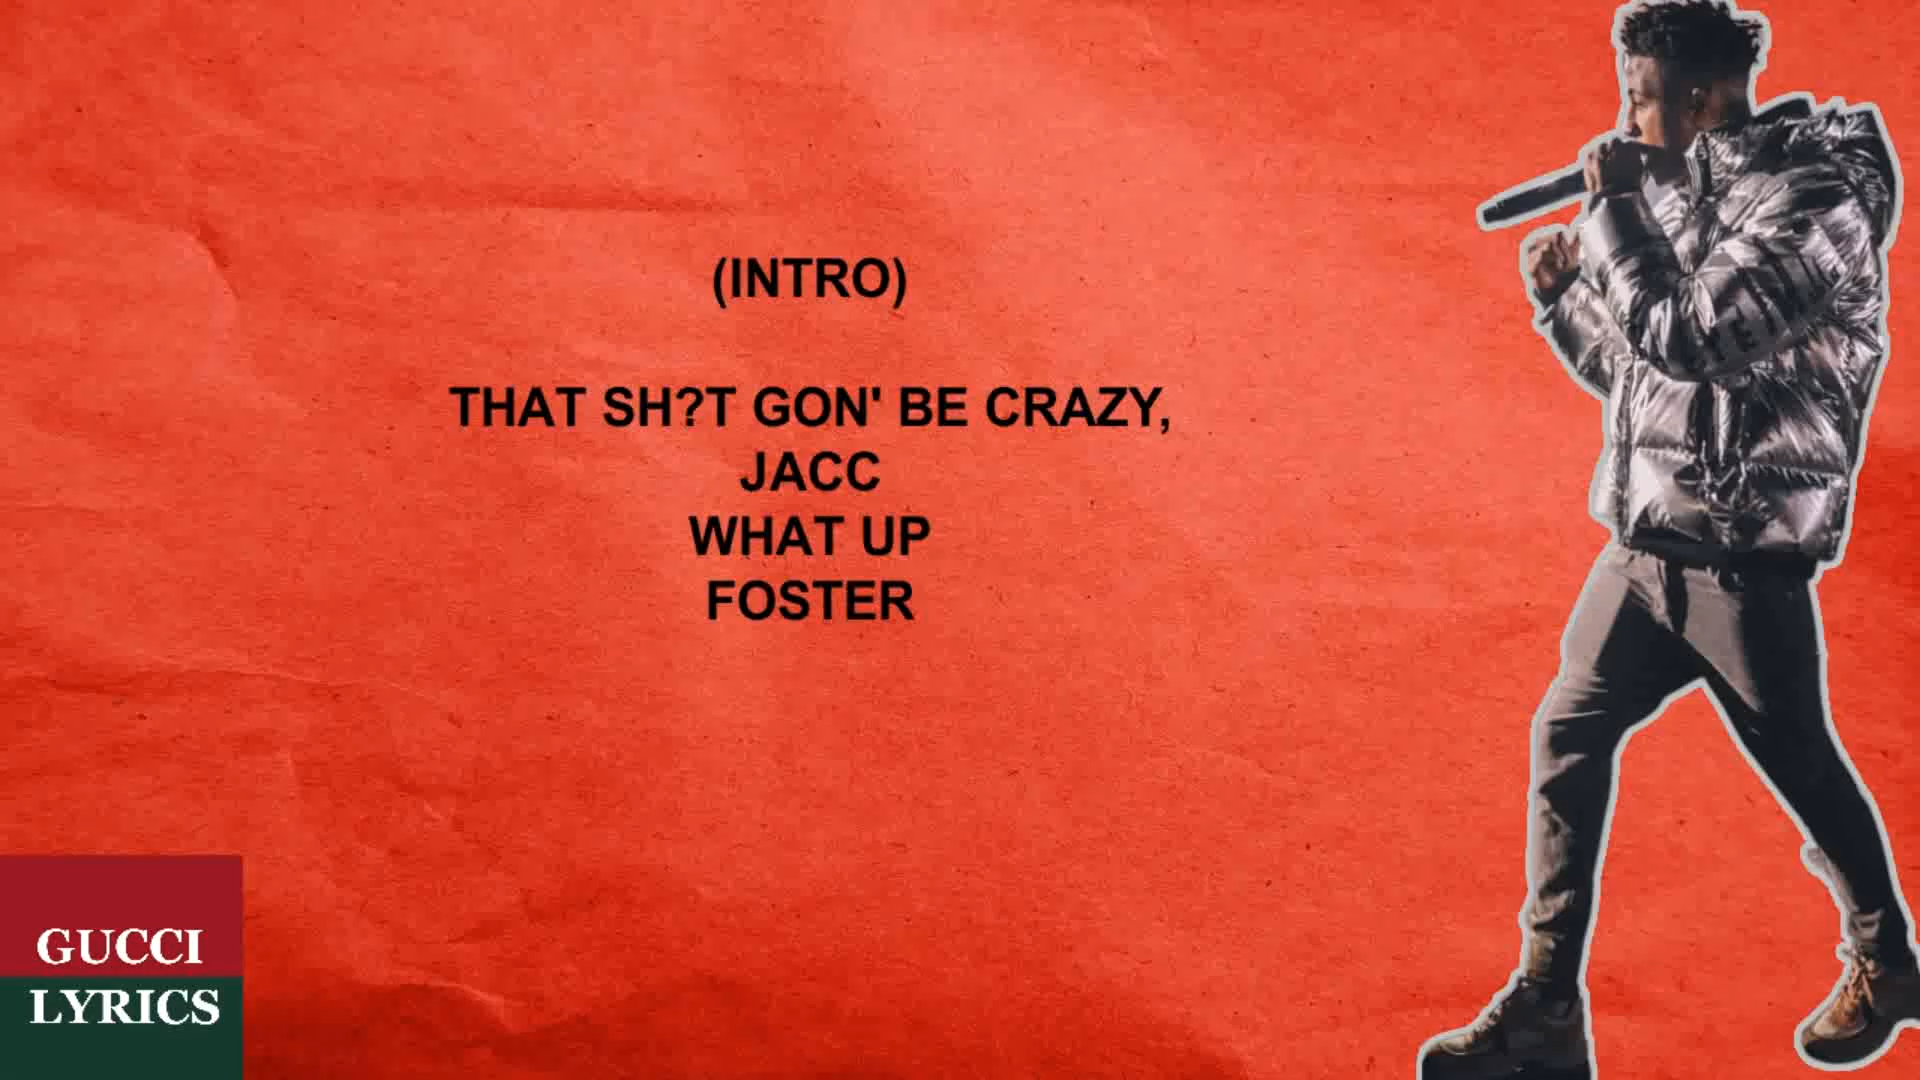 (INTRO)
THAT SH?T GON' BE CRAZY,
JACC
WHAT UP
FOSTER
GUCCI
LYRICS